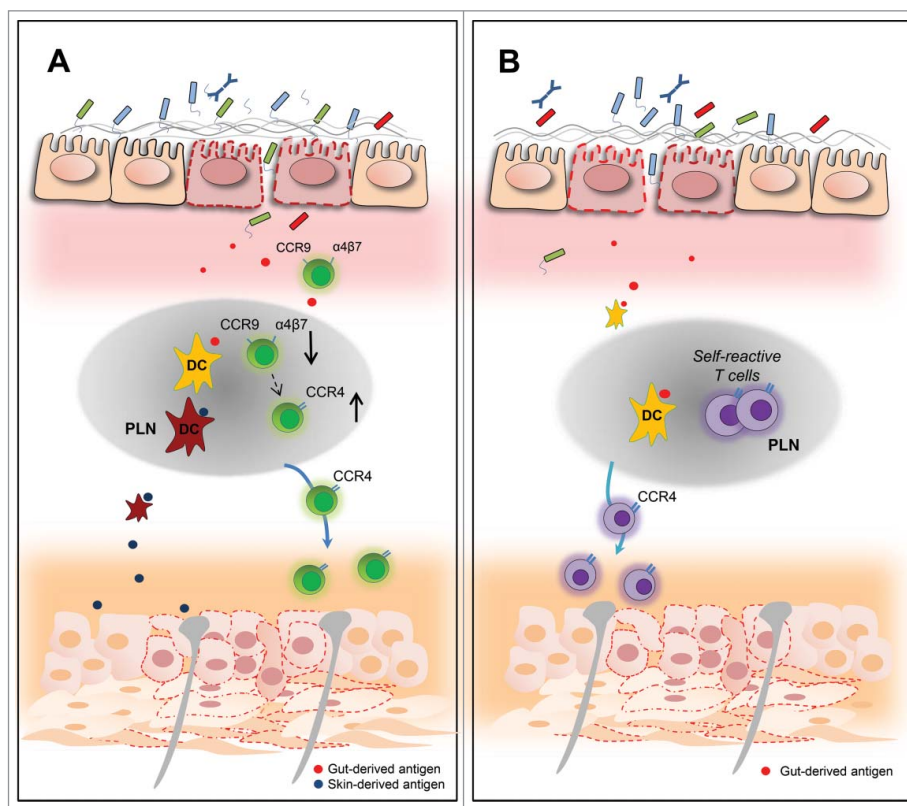 A
CCR9 α4β7
CCR9 α4β7
DC
CCR4
DC
PLN
CCR4
Gut-derived antigen
Skin-derived antigen
B
Self-reactive
T cells
DC
PLN
CCR4
Gut-derived antigen